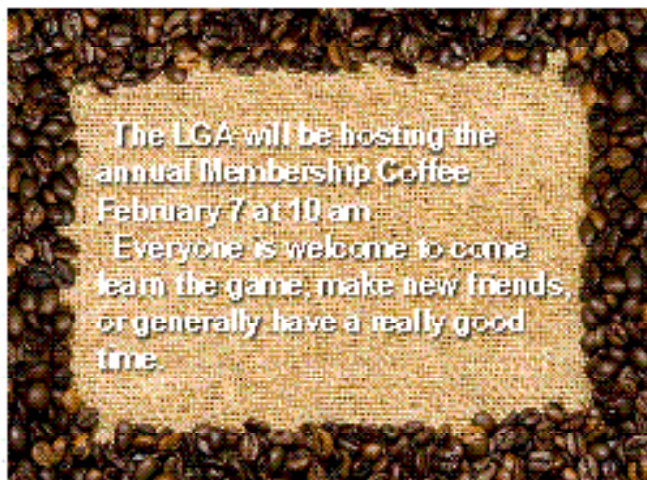 The LGA will be hosting the
annual Membership Coffee
February 7 at 10 am
Everyone is welcome to come
learn the game, make new friends,
or generally have a really good
time.